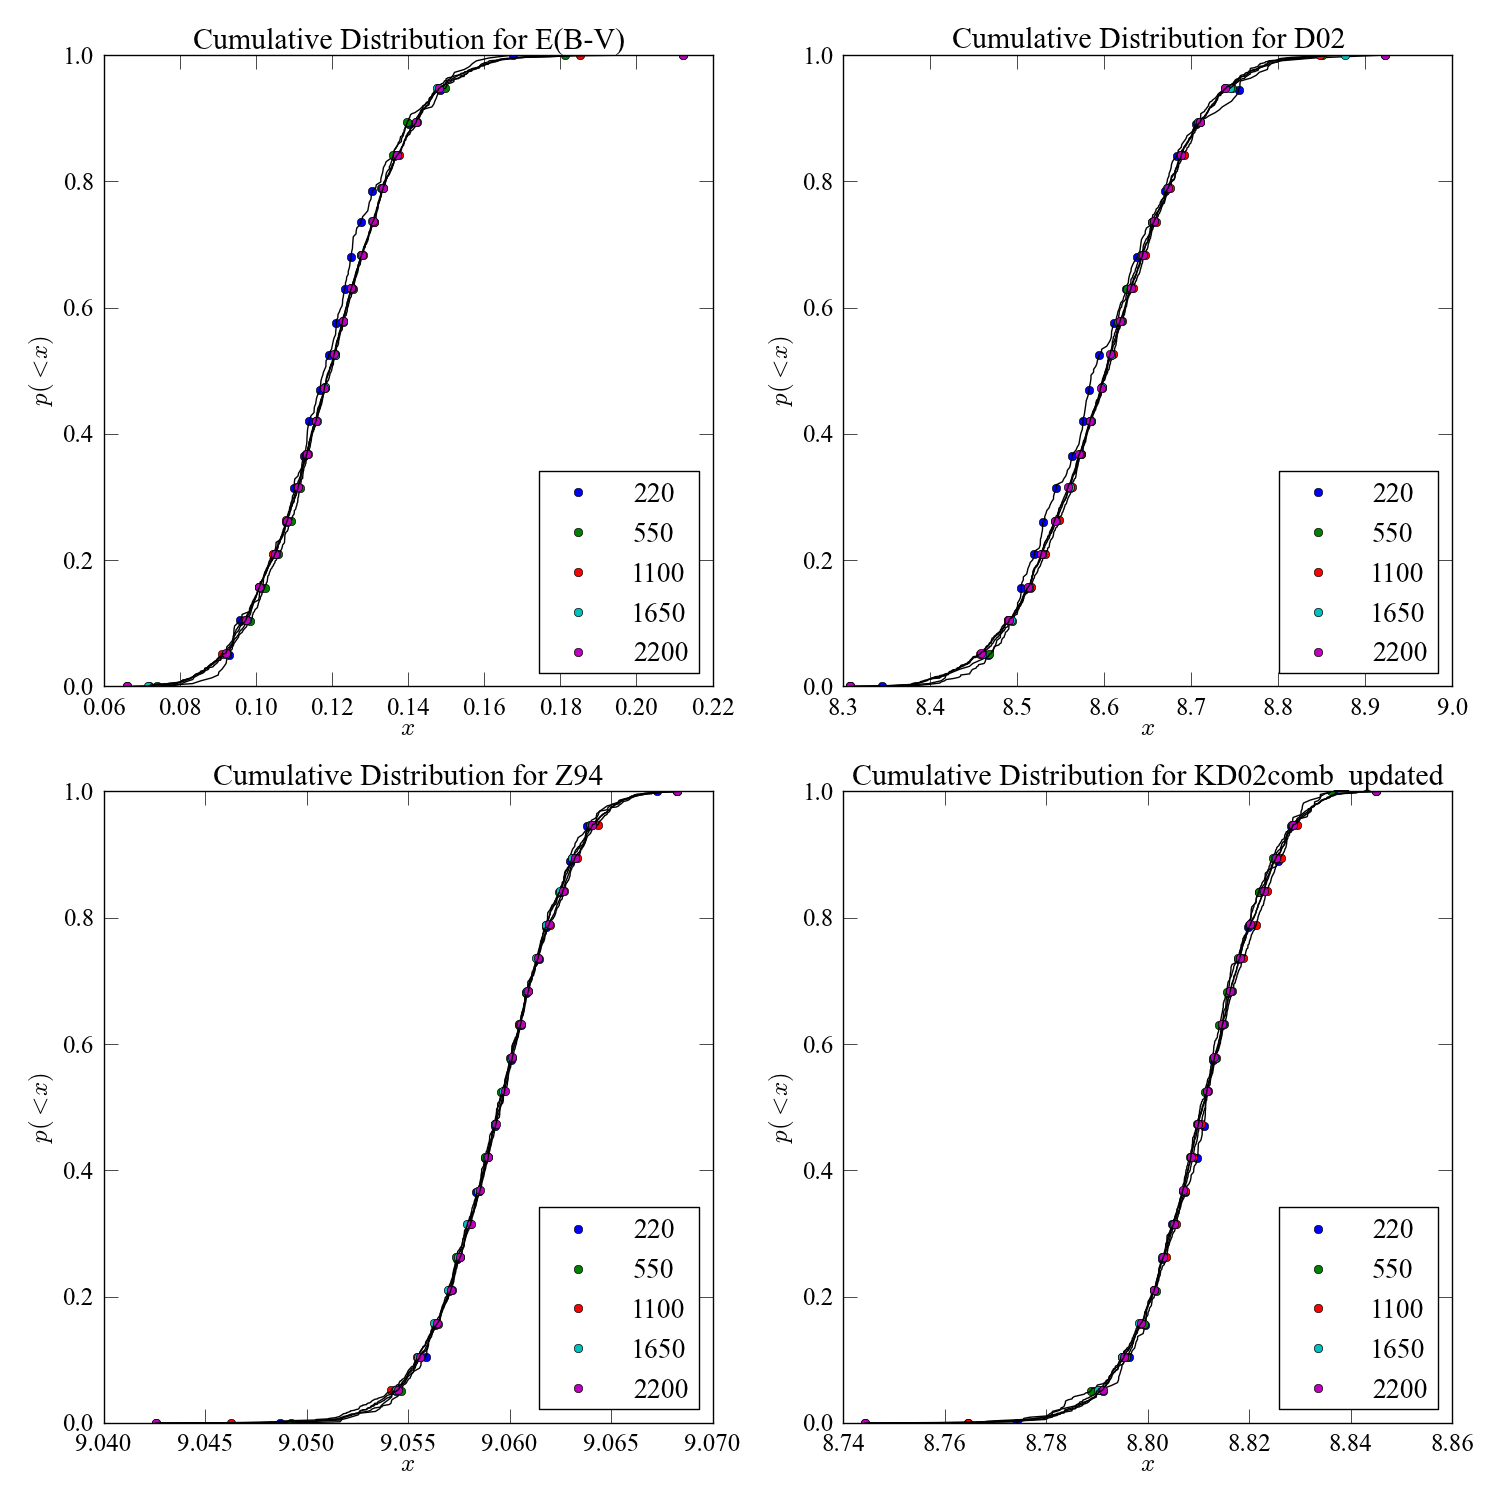 Cumulative Distribution for E(B-V)
1.0
0.8
0.6
0.4
0.2
0.0
p(<x)
0.06 0.08 0.10 0.12 0.14 0.16 0.18 0.20 0.22
x
220
550
1100
1650
2200
Cumulative Distribution for D02
1.0
0.8
0.6
0.4
0.2
0.0
p(<x)
8.3 8.4 8.5 8.6 8.7 8.8 8.9 9.0
x
220
550
1100
1650
2200
Cumulative Distribution for Z94
1.0
0.8
0.6
0.4
0.2
0.0
p(<x)
9.040 9.045 9.050 9.055 9.060 9.065 9.070
x
220
550
1100
1650
2200
Cumulative Distribution for KD02comb_updated
1.0
0.8
0.6
0.4
0.2
0.0
p(<x)
8.74 8.76 8.78 8.80 8.82 8.84 8.86
x
220
550
1100
1650
2200